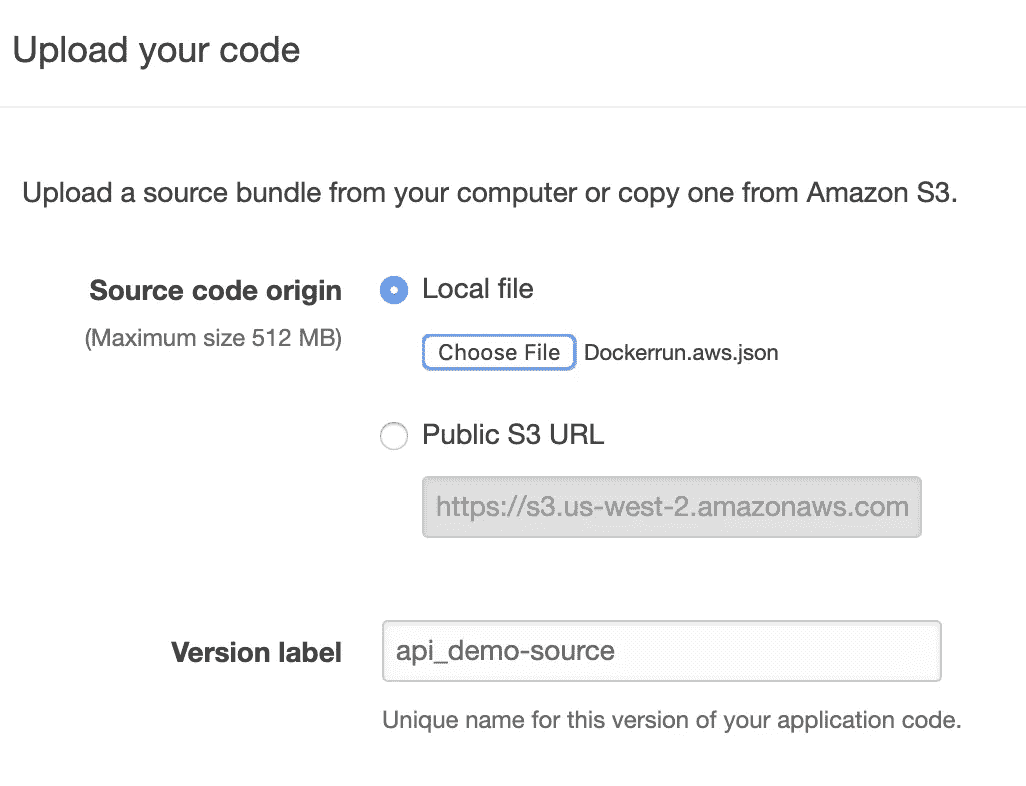 Upload your code
Upload a source bundle from your computer or copy one from Amazon S3.
Source code origin
Local file
(Maximum size 512 MB)
Choose File
Dockerrun.aws.json
Public S3 URL
https://s3.us-west-2.amazonaws.com
Version label
api_demo-source
Unique name for this version of your application code.